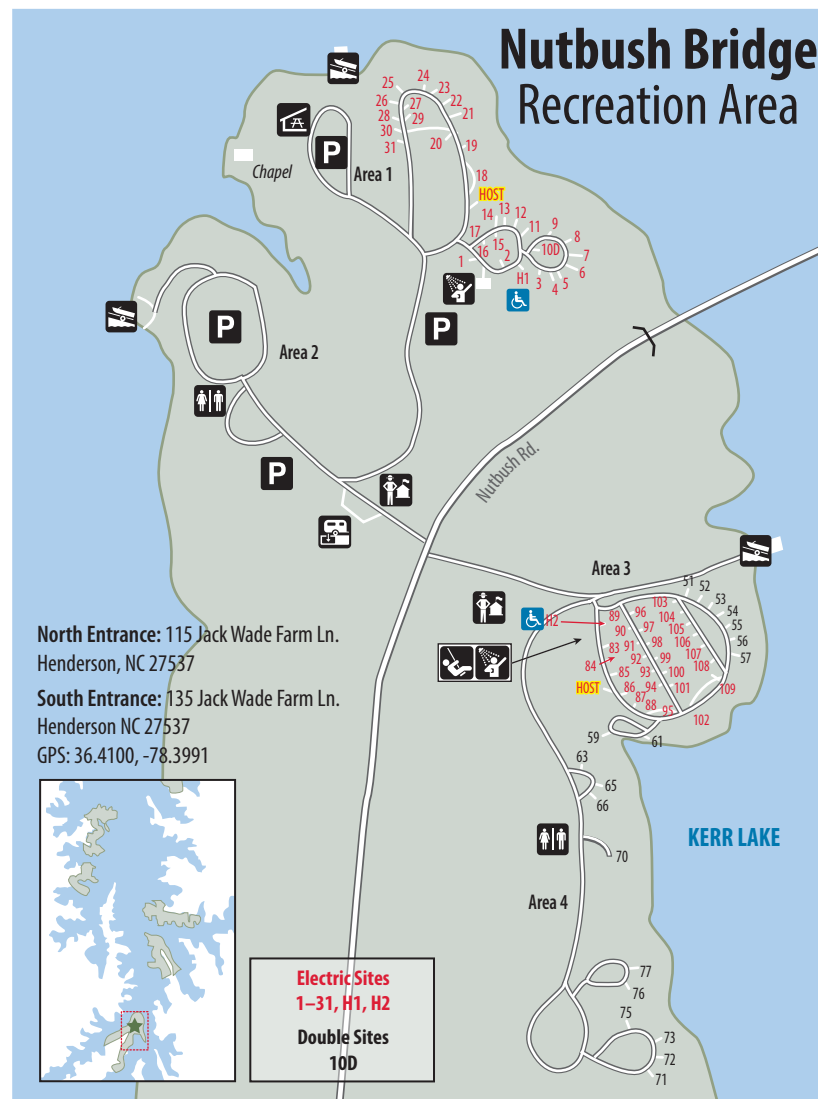 Nutbush Bridge
Recreation Area
25
24
23
26
27
22
28
29
21
30
20
19
31
P
Chapel
Area 1
18
HOST
14
13
12
11
9
8
17
15
10D
16
2
7
1
6
H1
3
4
5
P
P
Area 2
P
Nutbush Rd.
Area 3
51
52
53
54
55
56
57
103
104
105
106
107
108
109
H2
89
96
90
97
83
91
98
84
92
99
85
93
100
HOST
86
94
101
87
88
95
102
59
61
63
65
66
70
North Entrance: 115 Jack Wade Farm Ln.
Henderson, NC 27537
South Entrance: 135 Jack Wade Farm Ln.
Henderson NC 27537
GPS: 36.4100, -78.3991
KERR LAKE
Area 4
77
76
75
73
72
71
Electric Sites
1–31, H1, H2
Double Sites
10D